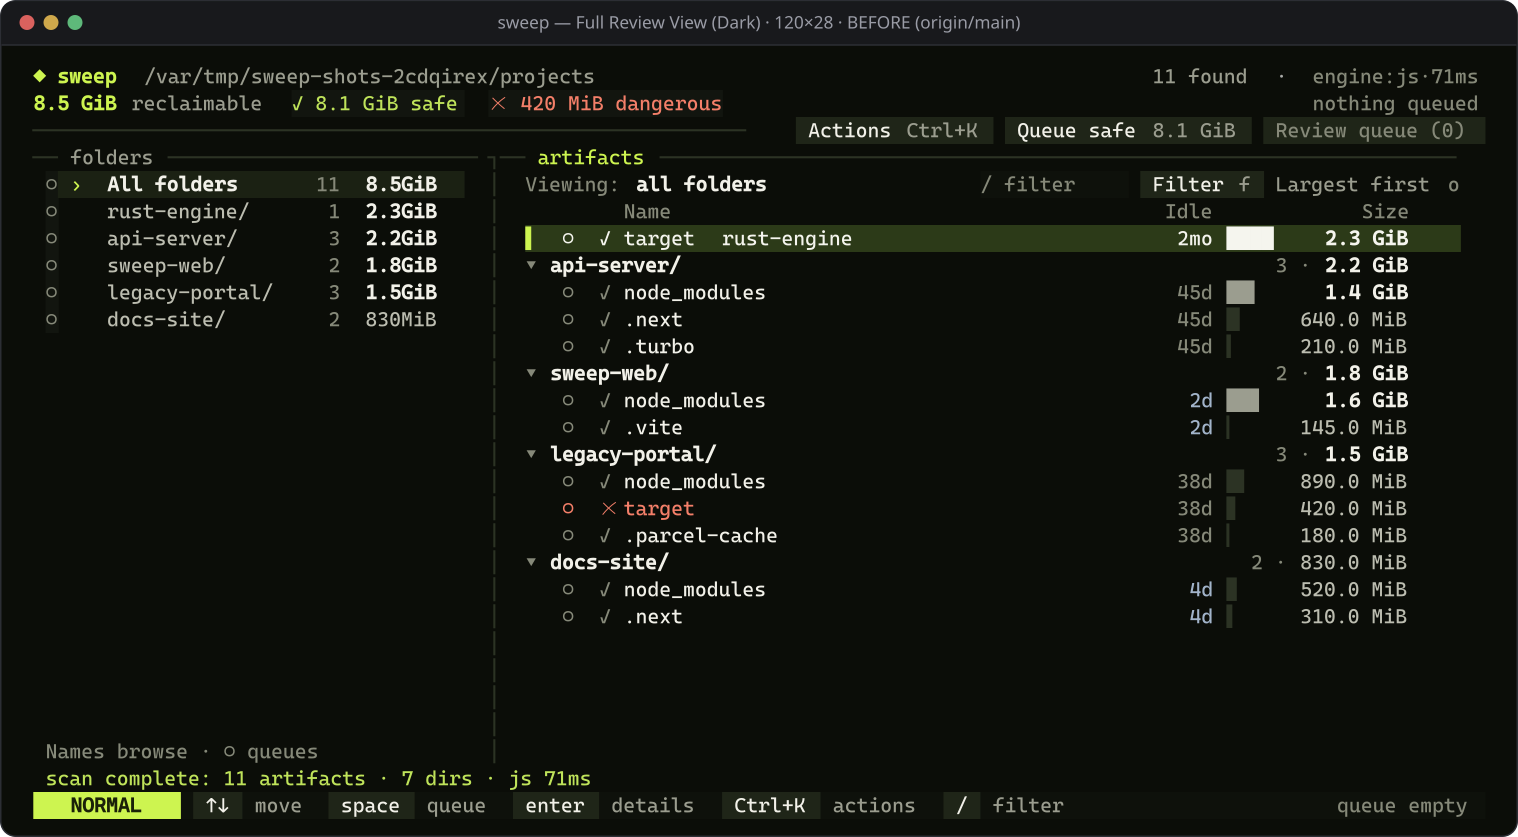 sweep — Full Review View (Dark) · 120×28 · BEFORE (origin/main)
◆ sweep /var/tmp/sweep-shots-2cdqirex/projects 11 found · engine:js·71ms
8.5 GiB reclaimable ✓ 8.1 GiB safe ✕ 420 MiB dangerous nothing queued
Actions Ctrl+K Queue safe 8.1 GiB Review queue (0)
folders
○ › All folders 11 8.5GiB
○ rust-engine/ 1 2.3GiB
○ api-server/ 3 2.2GiB
○ sweep-web/ 2 1.8GiB
○ legacy-portal/ 3 1.5GiB
○ docs-site/ 2 830MiB
Names browse · ○ queues
artifacts
Viewing: all folders / filter Filter f Largest first o
Name Idle Size
○ ✓ target rust-engine 2mo 2.3 GiB
▾ api-server/ 3 · 2.2 GiB
○ ✓ node_modules 45d 1.4 GiB
○ ✓ .next 45d 640.0 MiB
○ ✓ .turbo 45d 210.0 MiB
▾ sweep-web/ 2 · 1.8 GiB
○ ✓ node_modules 2d 1.6 GiB
○ ✓ .vite 2d 145.0 MiB
▾ legacy-portal/ 3 · 1.5 GiB
○ ✓ node_modules 38d 890.0 MiB
○ ✕ target 38d 420.0 MiB
○ ✓ .parcel-cache 38d 180.0 MiB
▾ docs-site/ 2 · 830.0 MiB
○ ✓ node_modules 4d 520.0 MiB
○ ✓ .next 4d 310.0 MiB
scan complete: 11 artifacts · 7 dirs · js 71ms
NORMAL ↑↓ move space queue enter details Ctrl+K actions / filter queue empty